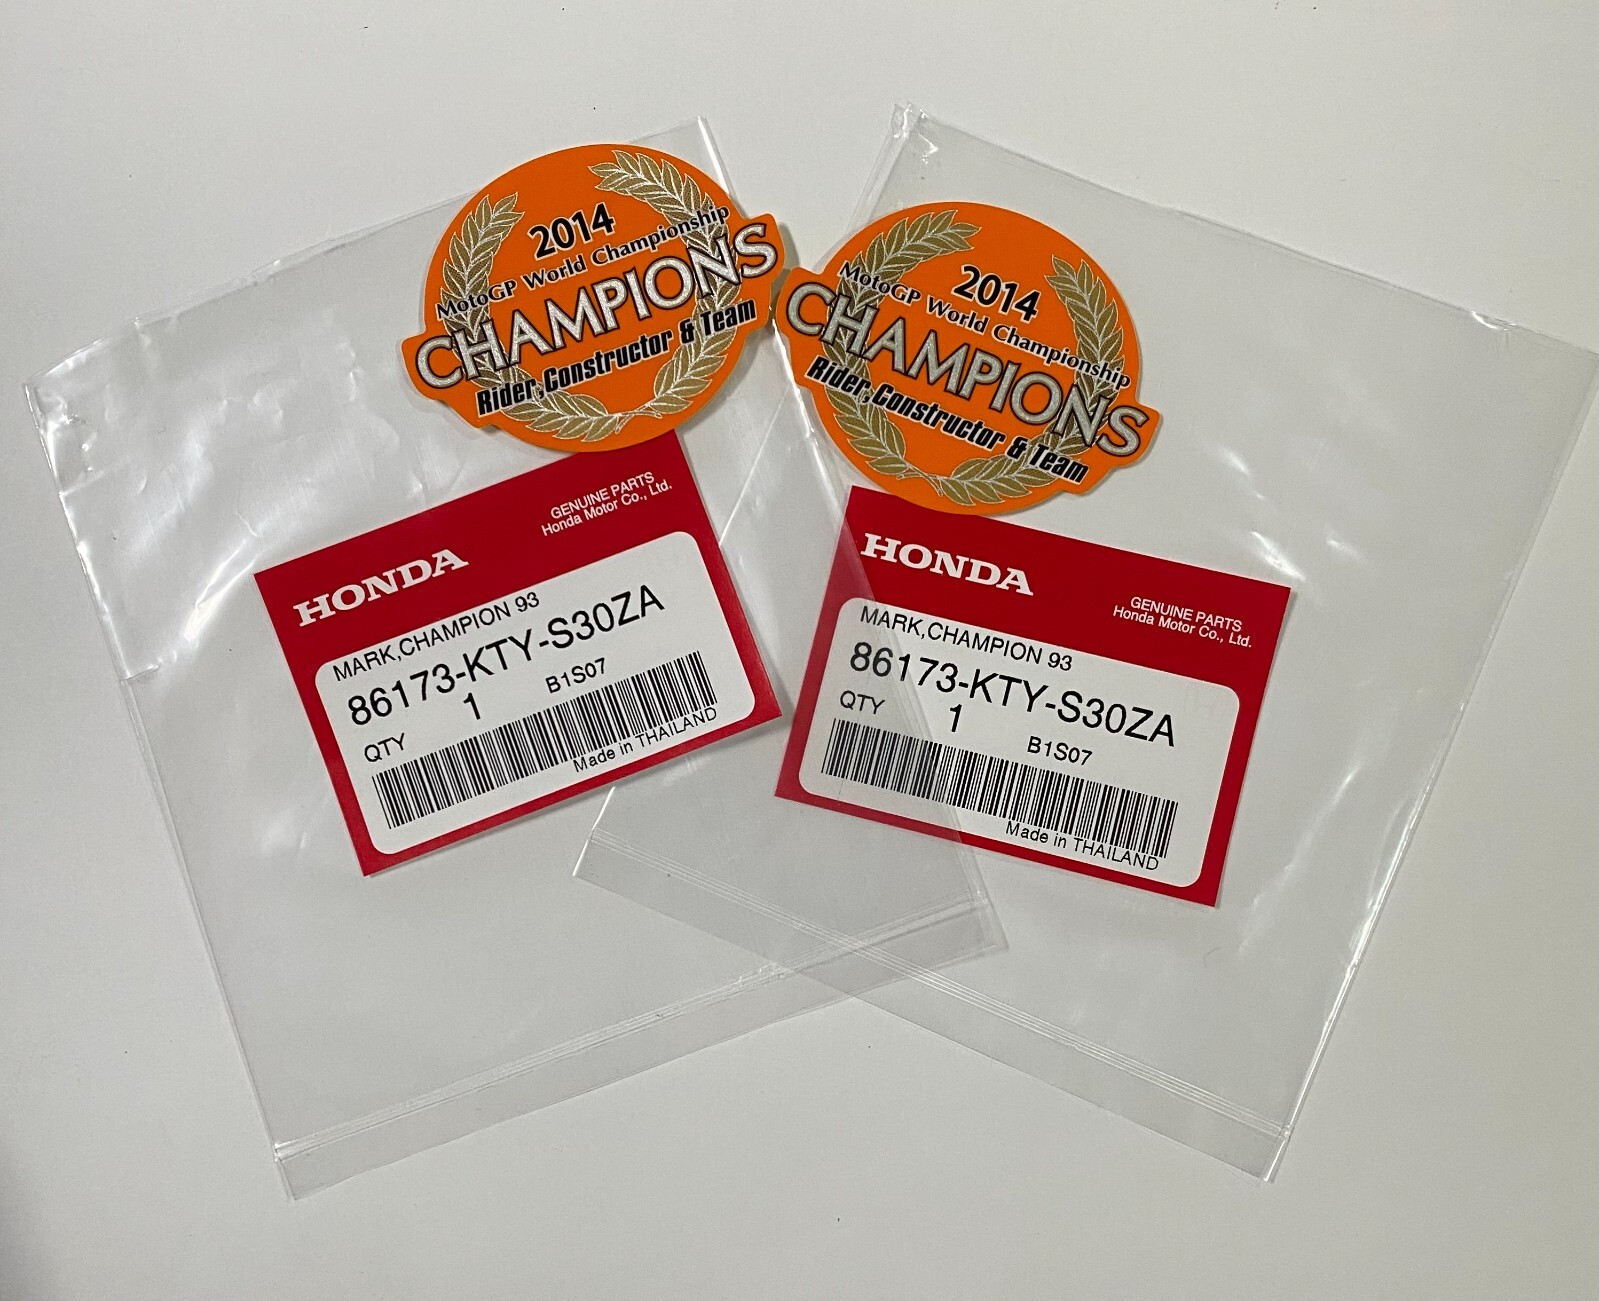 2014
MotoGP World Championship
CHAMPIONS
Rider, Constructor & Team
2014
MotoGP World Championship
CHAMPIONS
Rider, Constructor & Team
HONDA
GENUINE PARTS
Honda Motor Co., Ltd.
MARK,CHAMPION 93
86173-KTY-S30ZA
QTY 1 B1S07
Made in THAILAND
HONDA
GENUINE PARTS
Honda Motor Co., Ltd.
MARK,CHAMPION 93
86173-KTY-S30ZA
QTY 1 B1S07
Made in THAILAND